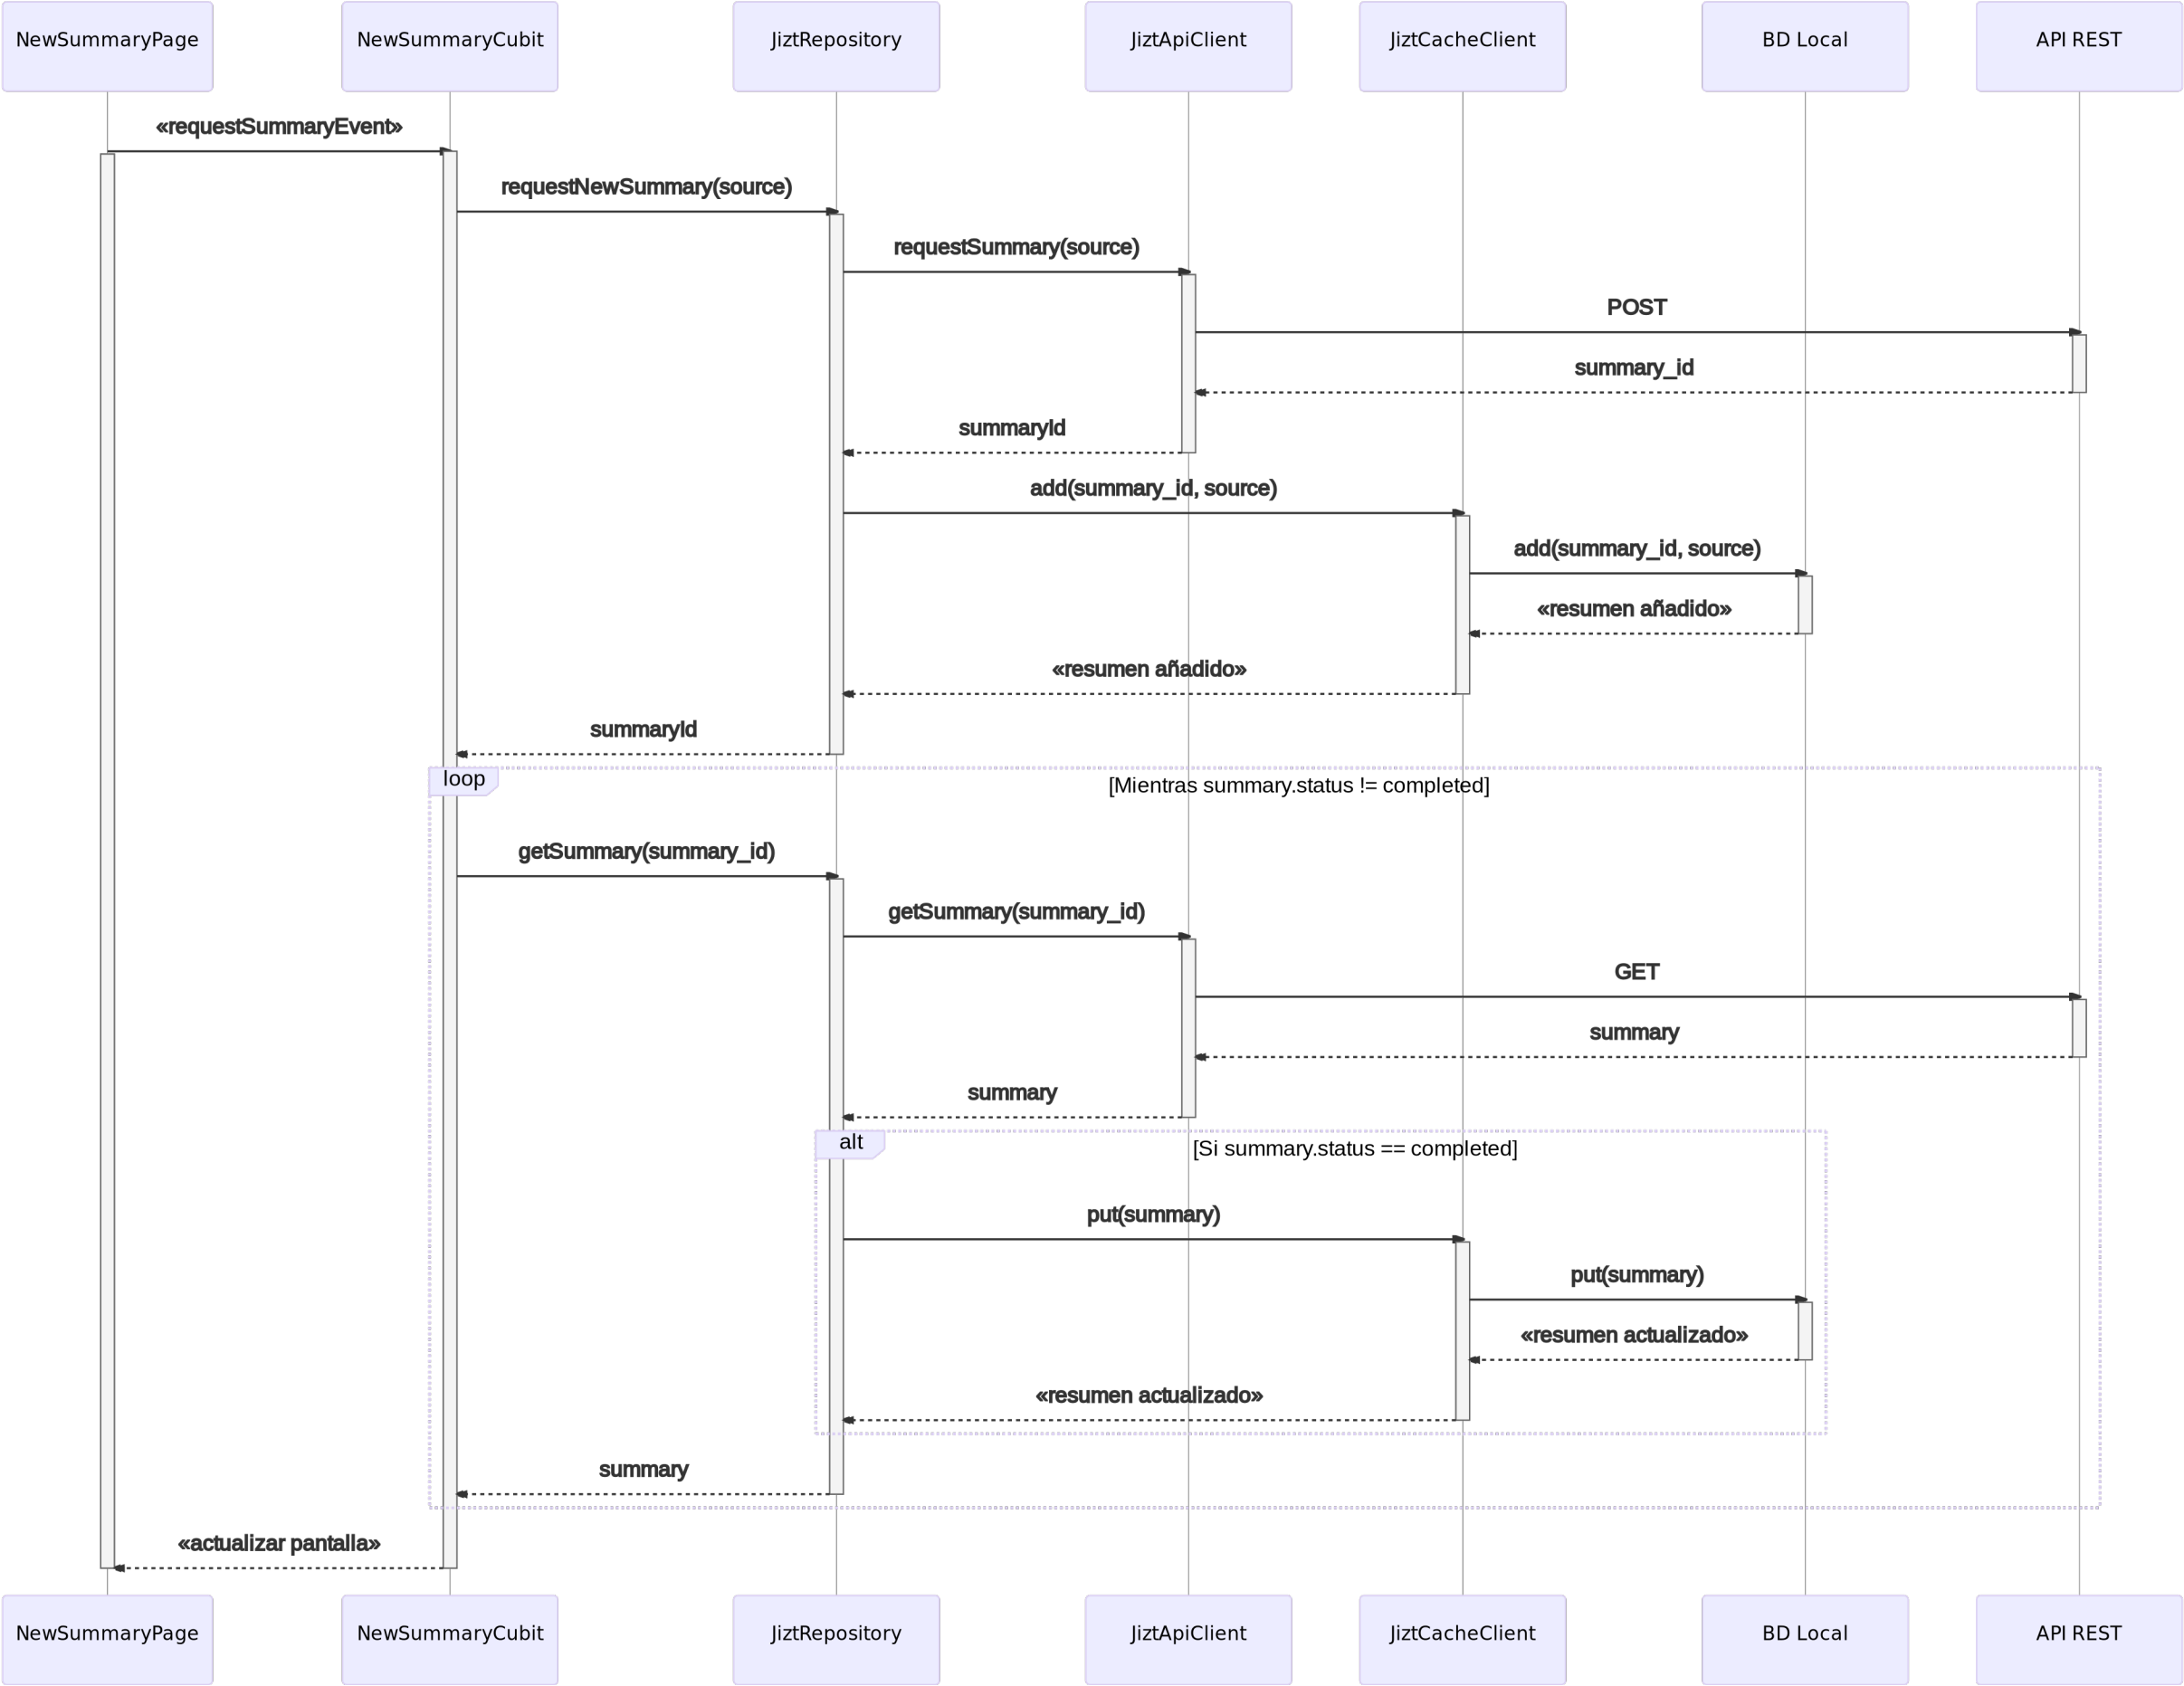 NewSummaryPage
NewSummaryCubit
JiztRepository
JiztApiClient
JiztCacheClient
BD Local
API REST
«requestSummaryEvent»
requestNewSummary(source)
requestSummary(source)
POST
summary_id
summaryId
add(summary_id, source)
add(summary_id, source)
«resumen añadido»
«resumen añadido»
summaryId
loop
[Mientras summary.status != completed]
getSummary(summary_id)
getSummary(summary_id)
GET
summary
summary
alt
[Si summary.status == completed]
put(summary)
put(summary)
«resumen actualizado»
«resumen actualizado»
summary
«actualizar pantalla»
NewSummaryPage
NewSummaryCubit
JiztRepository
JiztApiClient
JiztCacheClient
BD Local
API REST